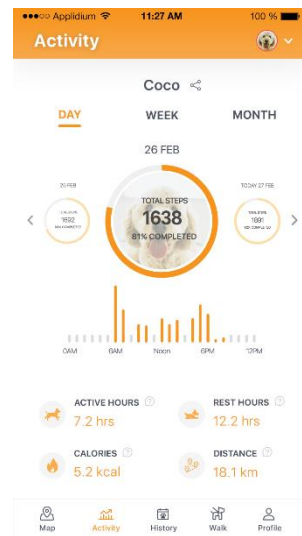 Applidium 11:27 AM 100 %
Activity
Coco
DAY WEEK MONTH
26 FEB
TODAY 27 FEB
TOTAL STEPS
1638
81% COMPLETED
1692
1691
0AM 6AM Noon 6PM 12PM
ACTIVE HOURS ? REST HOURS ?
7.2 hrs 12.2 hrs
CALORIES ? DISTANCE ?
5.2 kcal 18.1 km
Map Activity History Walk Profile